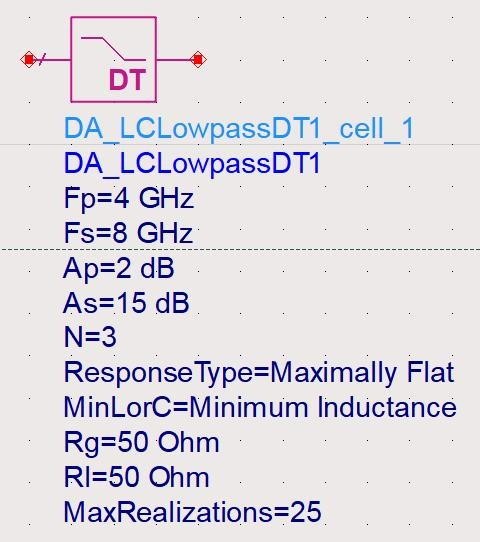 DT
DA_LCLowpassDT1_cell_1
DA_LCLowpassDT1
Fp=4 GHz
Fs=8 GHz
Ap=2 dB
As=15 dB
N=3
ResponseType=Maximally Flat
MinLorC=Minimum Inductance
Rg=50 Ohm
Rl=50 Ohm
MaxRealizations=25